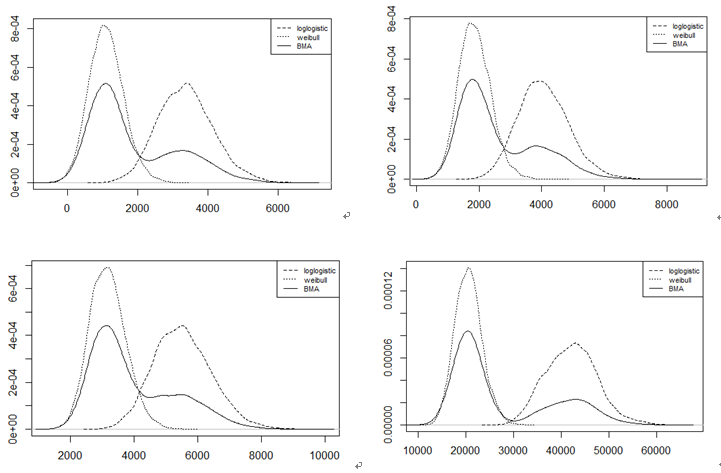 loglogistic
weibull
BMA
0e+00 2e-04 4e-04 6e-04 8e-04
0 2000 4000 6000
loglogistic
weibull
BMA
0e+00 2e-04 4e-04 6e-04 8e-04
0 2000 4000 6000 8000
loglogistic
weibull
BMA
0e+00 2e-04 4e-04 6e-04
2000 4000 6000 8000 10000
loglogistic
weibull
BMA
0.00000 0.00006 0.00012
10000 20000 30000 40000 50000 60000